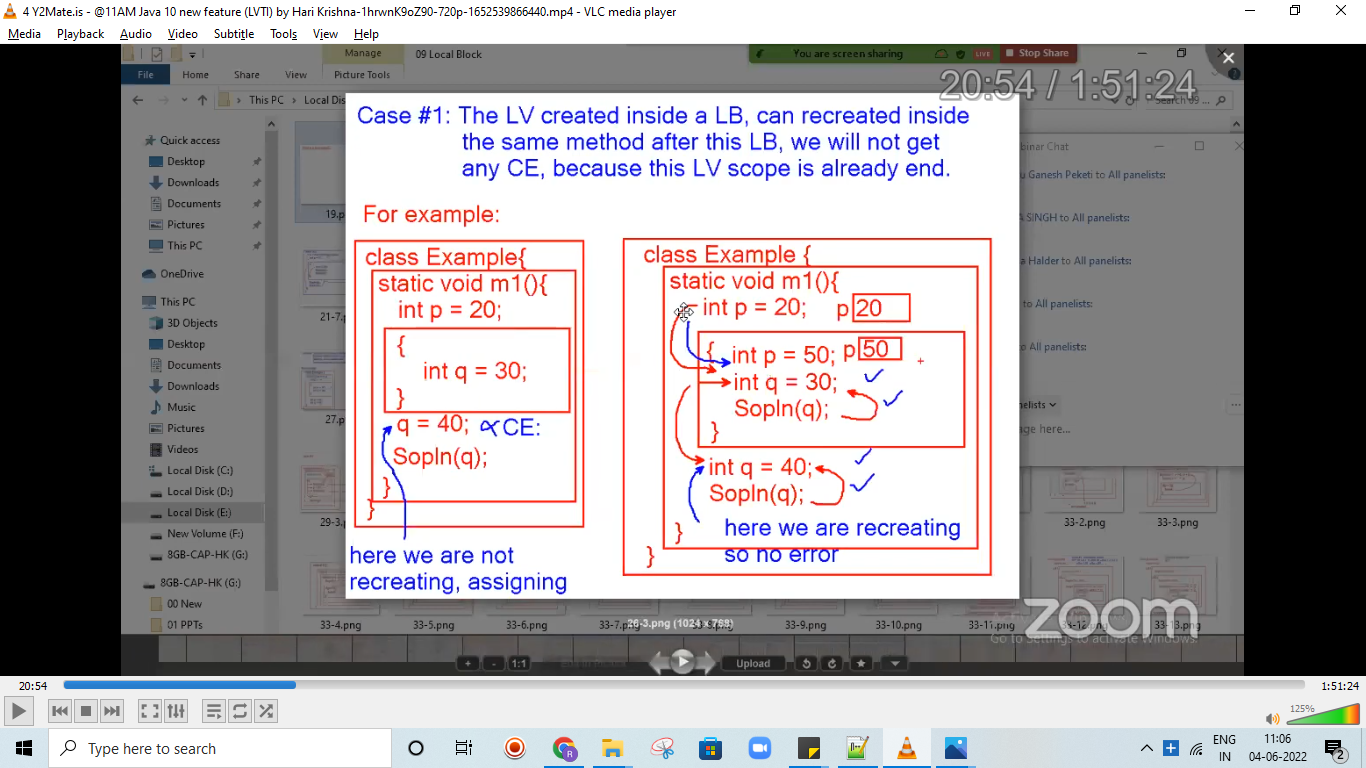 4 Y2Mate.is - @11AM Java 10 new feature (LVTI) by Hari Krishna-1hrwnK9oZ90-720p-1652539866440.mp4 - VLC media player
Media Playback Audio Video Subtitle Tools View Help
Manage
09 Local Block
You are screen sharing
LIVE
Stop Share
File Home Share View Picture Tools
20:54 / 1:51:24
This PC
Local Dis
Search 09 ...
Quick access
Desktop
Downloads
Documents
Pictures
This PC
OneDrive
This PC
3D Objects
Desktop
Documents
Downloads
Music
Pictures
Videos
Local Disk (C:)
Local Disk (D:)
Local Disk (E:)
New Volume (F:)
8GB-CAP-HK (G:)
8GB-CAP-HK (G:)
00 New
01 PPTs
19.p
21-7.
27.p
29-3.
Case #1: The LV created inside a LB, can recreated inside
the same method after this LB, we will not get
any CE, because this LV scope is already end.
For example:
class Example{
static void m1(){
int p = 20;
{
int q = 30;
}
q = 40; CE:
Sopln(q);
}
}
here we are not
recreating, assigning
class Example {
static void m1(){
int p = 20; p 20
{ int p = 50; p 50
int q = 30;
Sopln(q);
}
int q = 40;
Sopln(q);
} here we are recreating
} so no error
binar Chat
u Ganesh Peketi to All panelists:
A SINGH to All panelists:
a Halder to All panelists:
to All panelists:
nelists
ge here...
33-2.png
33-3.png
33-4.png 33-5.png 33-6.png 33-7.png 33-8.png 33-9.png 33-10.png 33-11.png 33-12.png 33-13.png
28-3.png (1024 x 768)
zoom
Go to Settings to activate Windows.
+ - 1:1
Edit in Picasa
Upload
20:54
1:51:24
125%
Type here to search
ENG
IN
11:06
04-06-2022
2